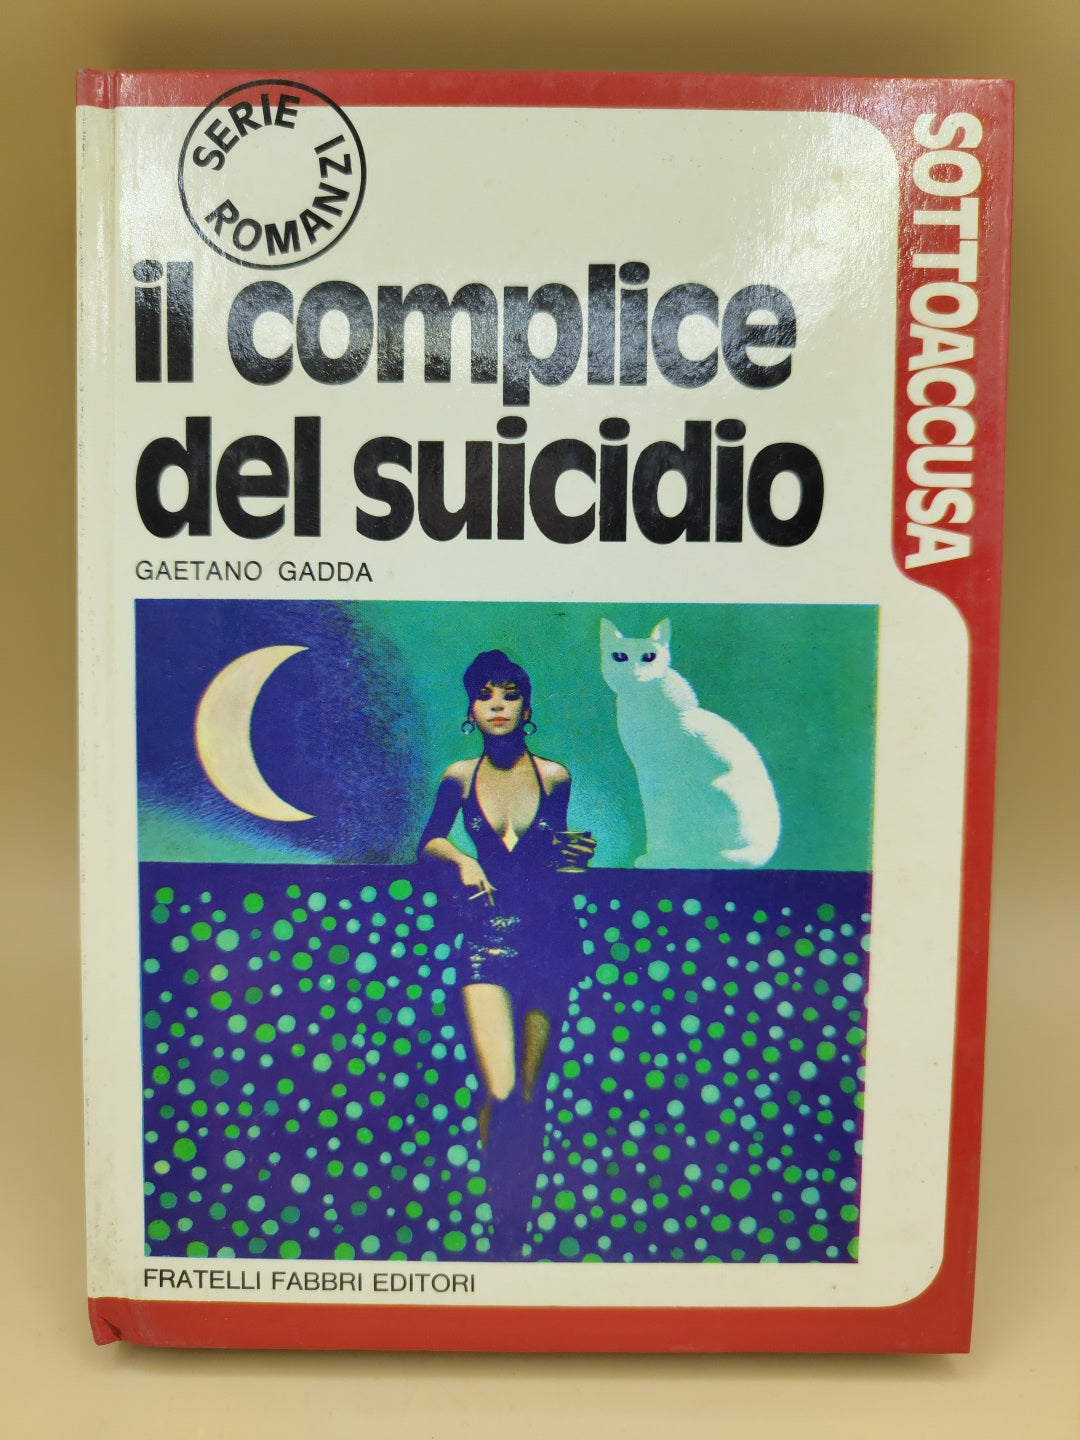 SERIE
ROMANZI
il complice
del suicidio
GAETANO GADDA
SOTTOACCUSA
FRATELLI FABBRI EDITORI